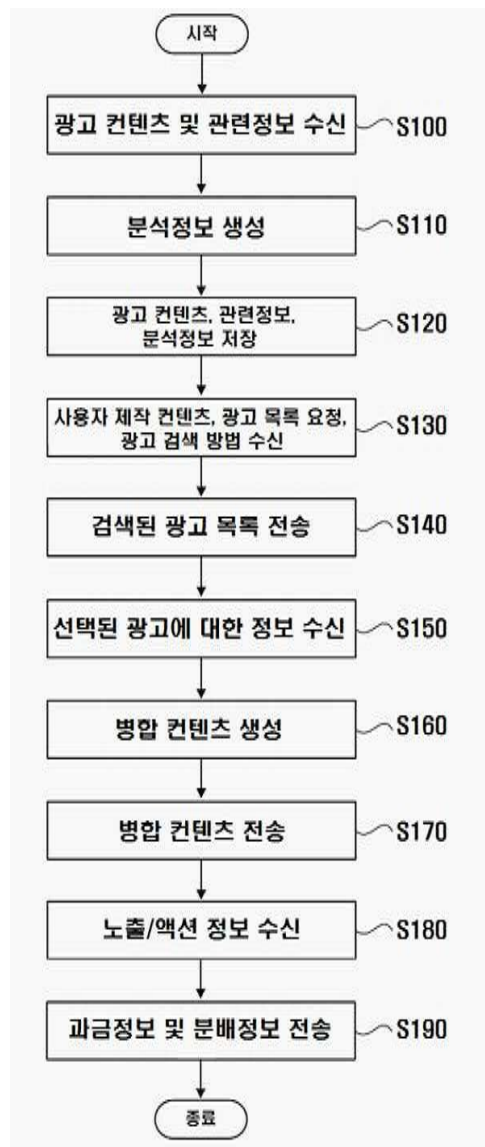 시작
광고 컨텐츠 및 관련정보 수신
S100
분석정보 생성
S110
광고 컨텐츠, 관련정보,
분석정보 저장
S120
사용자 제작 컨텐츠, 광고 목록 요청,
광고 검색 방법 수신
S130
검색된 광고 목록 전송
S140
선택된 광고에 대한 정보 수신
S150
병합 컨텐츠 생성
S160
병합 컨텐츠 전송
S170
노출/액션 정보 수신
S180
과금정보 및 분배정보 전송
S190
종료